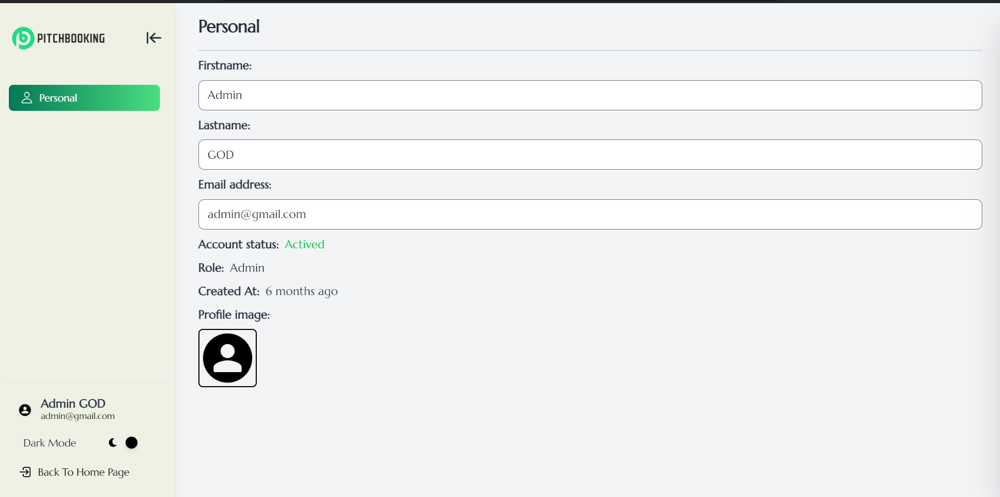 PITCHBOOKING
Personal
Personal
Firstname:
Admin
Lastname:
GOD
Email address:
admin@gmail.com
Account status: Actived
Role: Admin
Created At: 6 months ago
Profile image:
Admin GOD
admin@gmail.com
Dark Mode
Back To Home Page